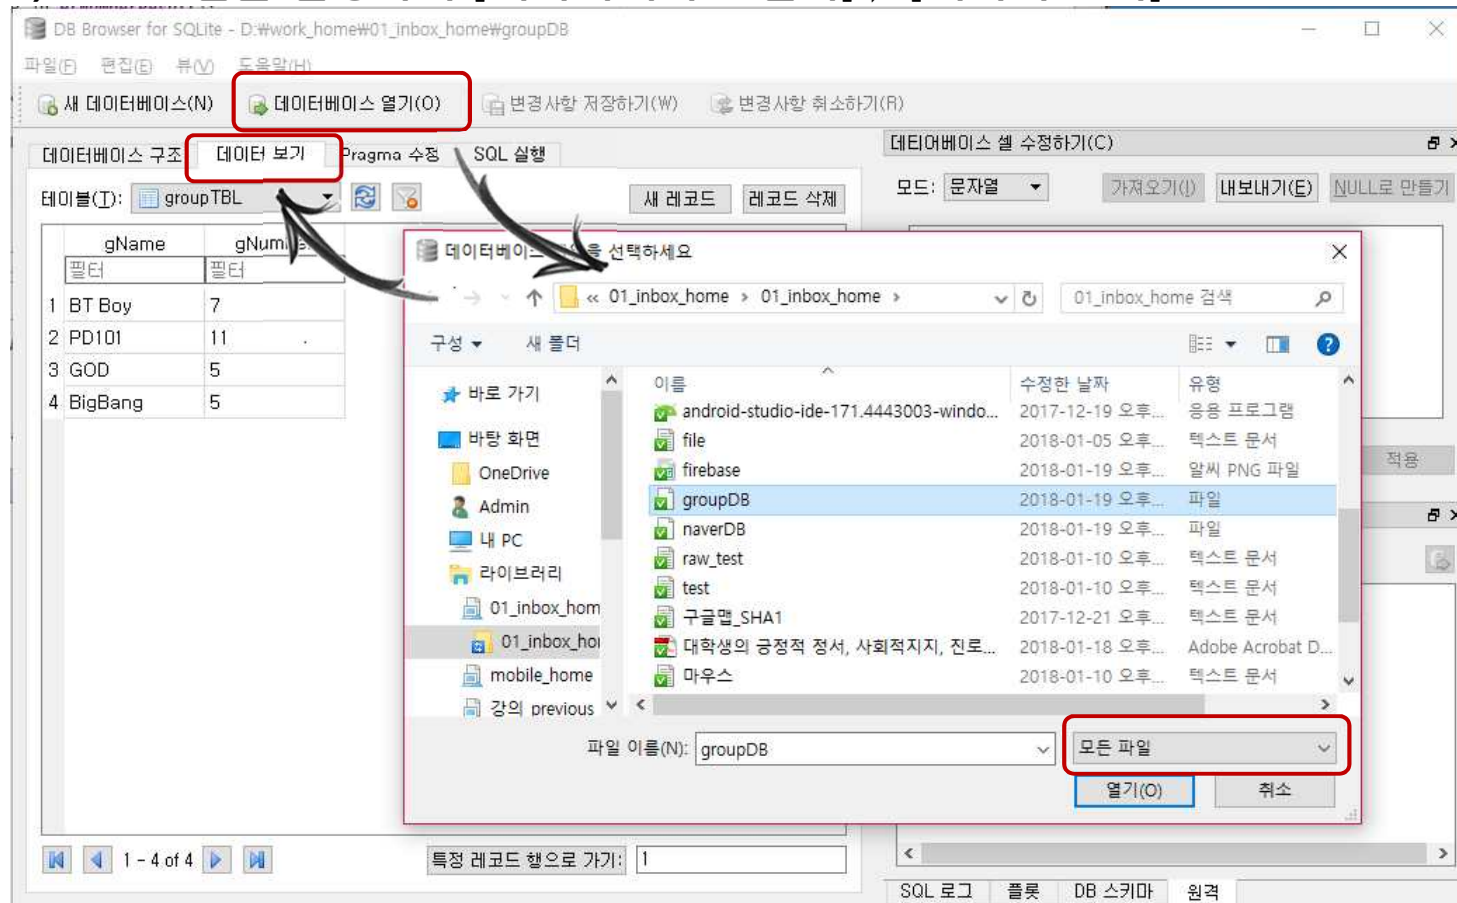 DB Browser for SQLite - D:₩work_home₩01_inbox_home₩groupDB
파일(F) 편집(E) 뷰(V) 도움말(H)
새 데이터베이스(N) 데이터베이스 열기(O) 변경사항 저장하기(W) 변경사항 취소하기(R)
데이터베이스 구조 데이터 보기 Pragma 수정 SQL 실행
테이블(T): groupTBL 새 레코드 레코드 삭제
gName
필터 필터
1 BT Boy 7
2 PD101 11
3 GOD 5
4 BigBang 5
1 - 4 of 4 특정 레코드 행으로 가기: 1
데티어베이스 셀 수정하기(C)
모드: 문자열 가져오기(I) 내보내기(E) NULL로 만들기
적용
데이터베이스 선택하세요
« 01_inbox_home › 01_inbox_home › 01_inbox_home 검색
구성 새 폴더
바로 가기
바탕 화면
OneDrive
Admin
내 PC
라이브러리
01_inbox_hom
01_inbox_hor
mobile_home
강의 previous
이름 수정한 날짜 유형
android-studio-ide-171.4443003-windo... 2017-12-19 오후... 응용 프로그램
file 2018-01-05 오후... 텍스트 문서
firebase 2018-01-19 오후... 알씨 PNG 파일
groupDB 2018-01-19 오후... 파일
naverDB 2018-01-19 오후... 파일
raw_test 2018-01-10 오후... 텍스트 문서
test 2018-01-10 오후... 텍스트 문서
구글맵_SHA1 2017-12-21 오후... 텍스트 문서
대학생의 긍정적 정서, 사회적지지, 진로... 2018-01-18 오후... Adobe Acrobat D...
마우스 2018-01-10 오후... 텍스트 문서
파일 이름(N): groupDB 모든 파일
열기(O) 취소
SQL 로그 플롯 DB 스키마 원격